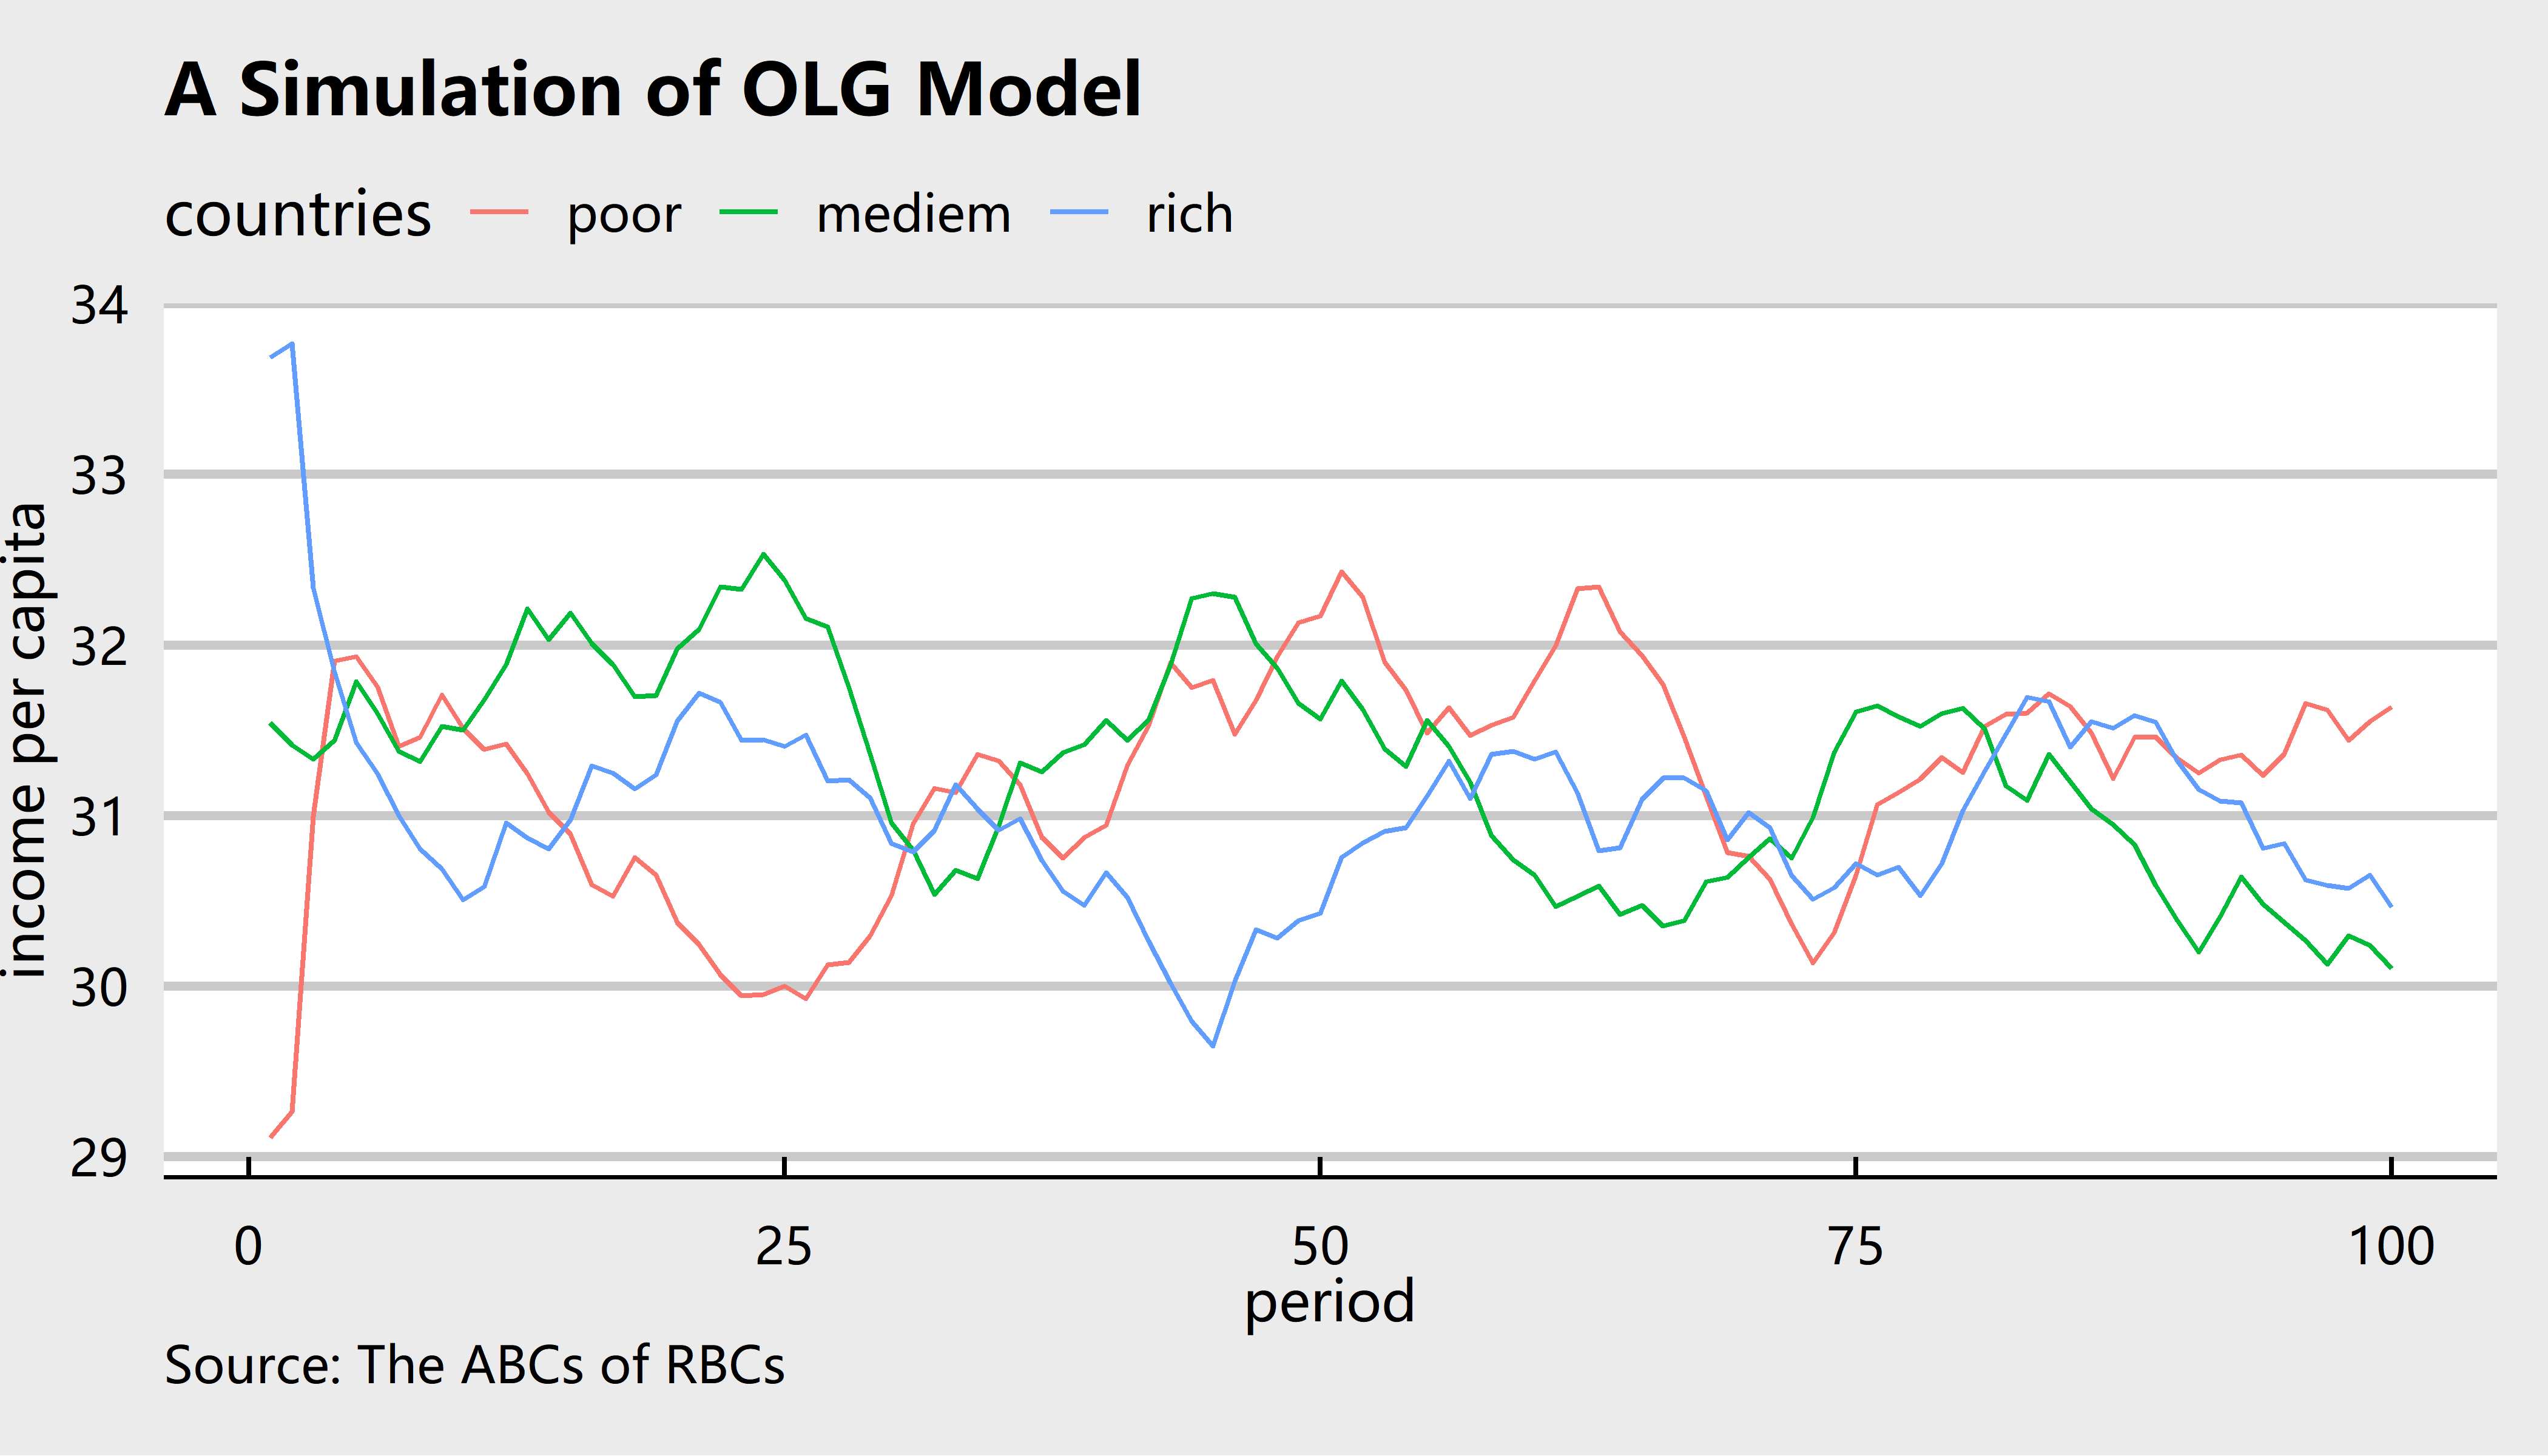 A Simulation of OLG Model
countries poor mediem rich
34
33
32
31
30
29
income per capita
0 25 50 75 100
period
Source: The ABCs of RBCs